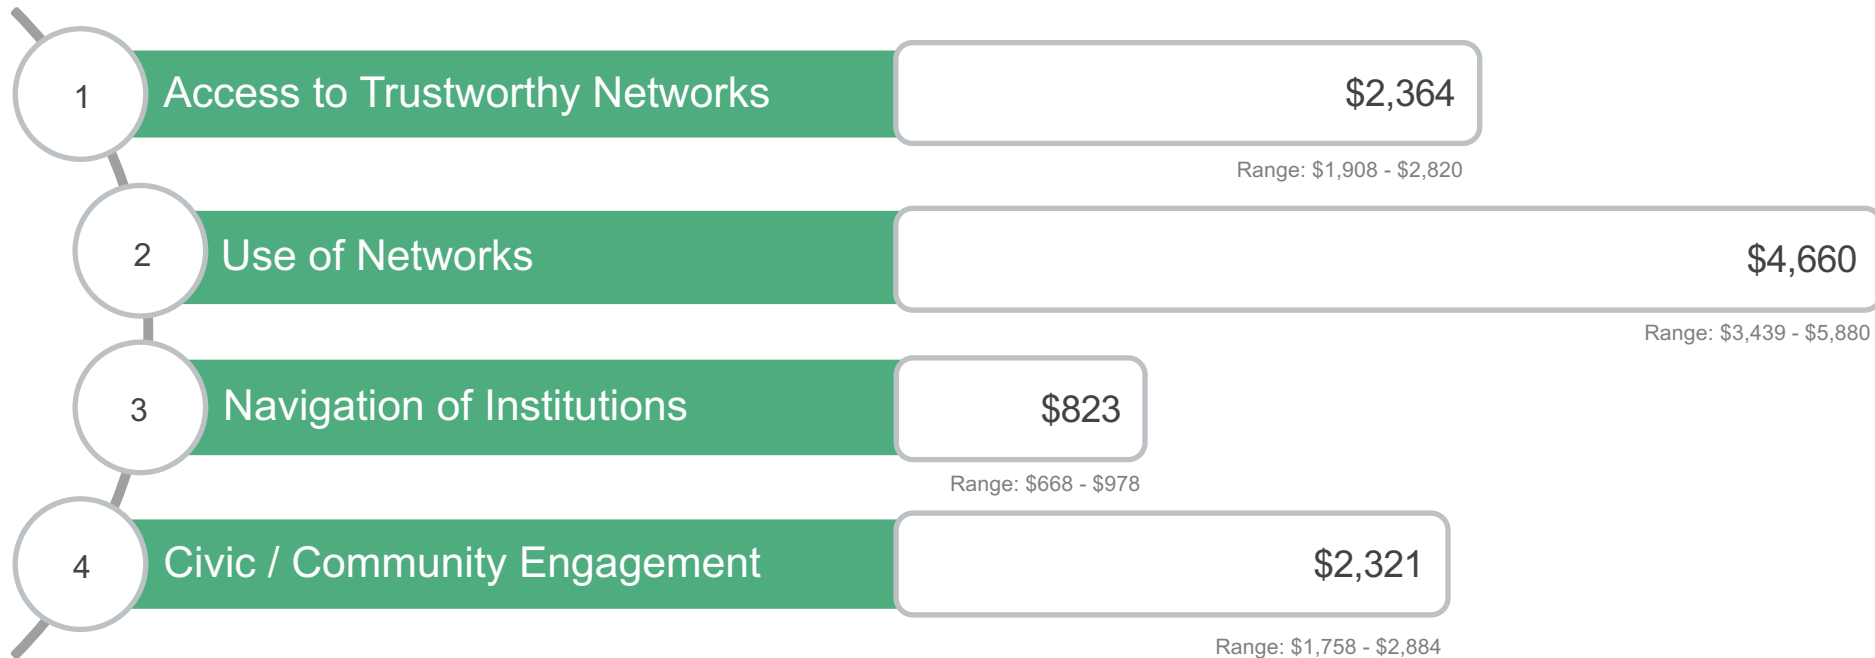 1
Access to Trustworthy Networks
$2,364
Range: $1,908 - $2,820
2
Use of Networks
$4,660
Range: $3,439 - $5,880
3
Navigation of Institutions
$823
Range: $668 - $978
4
Civic / Community Engagement
$2,321
Range: $1,758 - $2,884